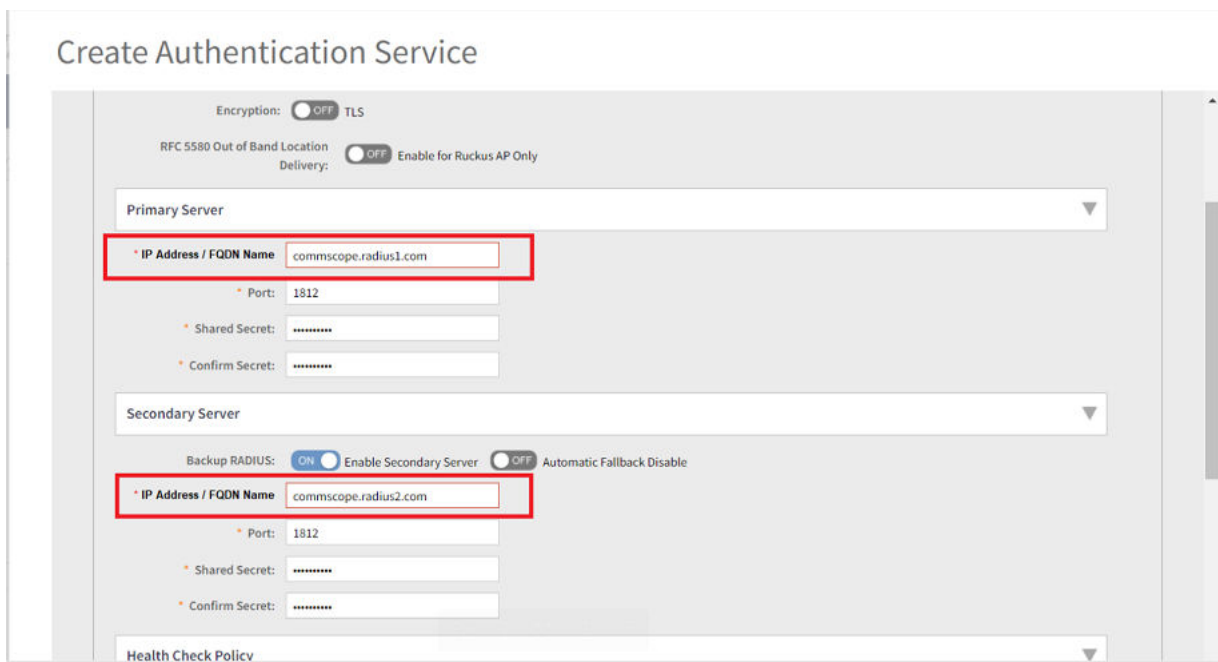 Create Authentication Service
Encryption: OFF TLS
RFC 5580 Out of Band Location
Delivery: OFF Enable for Ruckus AP Only
Primary Server
* IP Address / FQDN Name commscope.radius1.com
* Port: 1812
* Shared Secret: ••••••••••
* Confirm Secret: ••••••••••
Secondary Server
Backup RADIUS: ON Enable Secondary Server OFF Automatic Fallback Disable
* IP Address / FQDN Name commscope.radius2.com
* Port: 1812
* Shared Secret: ••••••••••
* Confirm Secret: ••••••••••
Health Check Policy